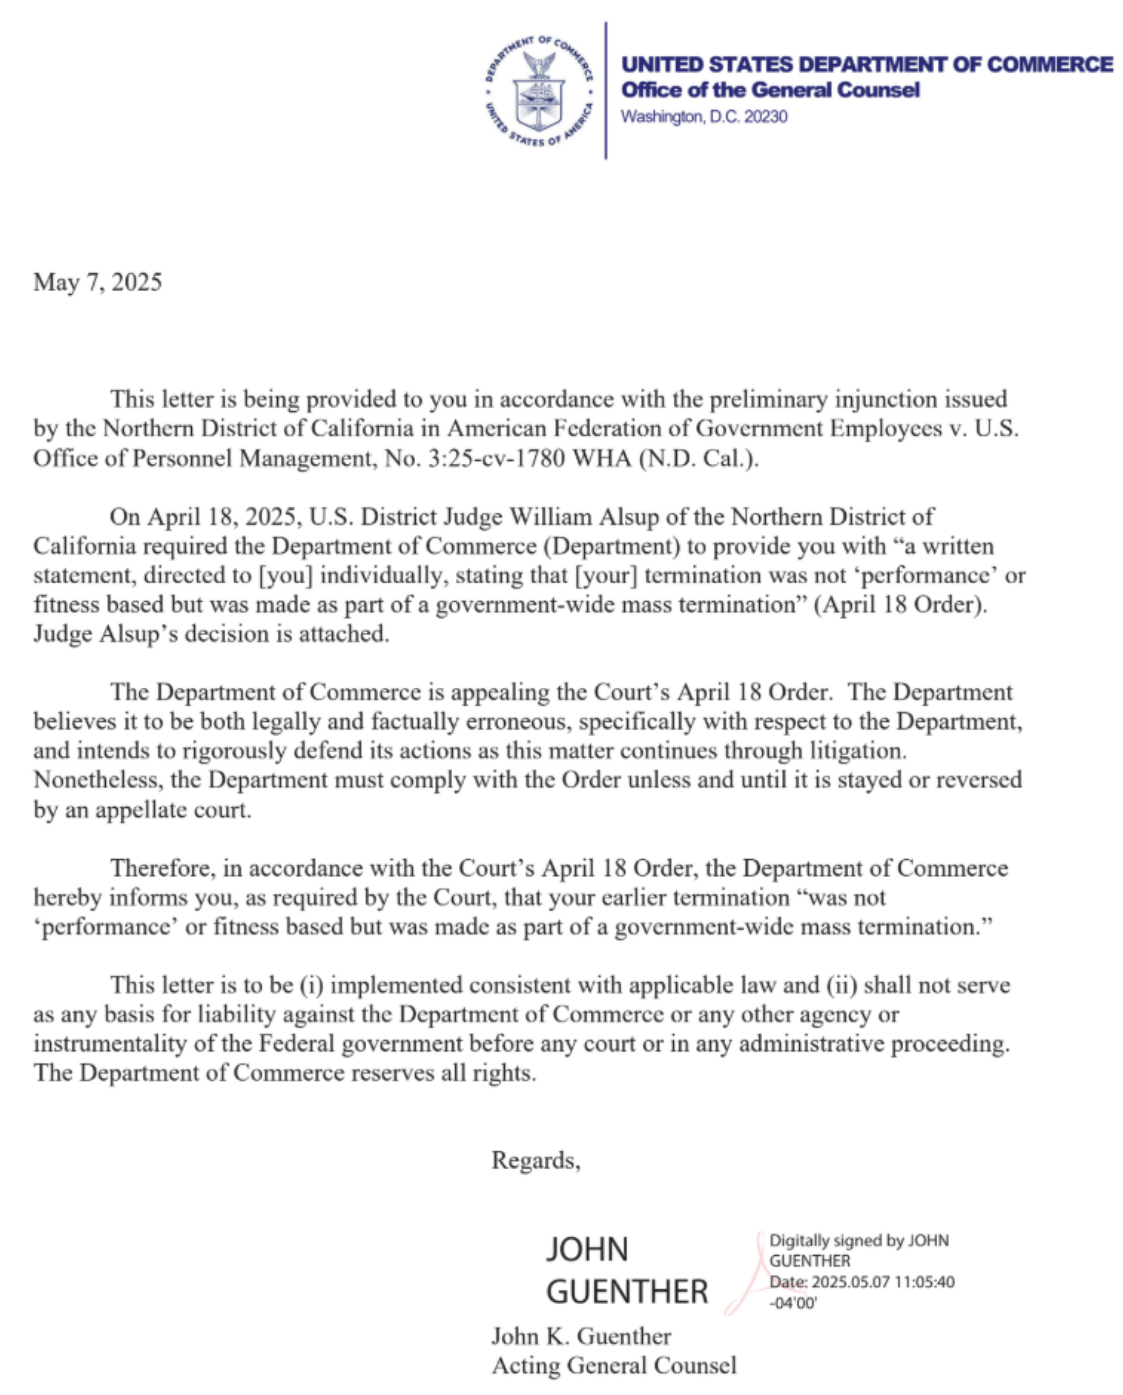 DEPARTMENT OF COMMERCE
UNITED STATES OF AMERICA
UNITED STATES DEPARTMENT OF COMMERCE
Office of the General Counsel
Washington, D.C. 20230
May 7, 2025
This letter is being provided to you in accordance with the preliminary injunction issued
by the Northern District of California in American Federation of Government Employees v. U.S.
Office of Personnel Management, No. 3:25-cv-1780 WHA (N.D. Cal.).
On April 18, 2025, U.S. District Judge William Alsup of the Northern District of
California required the Department of Commerce (Department) to provide you with “a written
statement, directed to [you] individually, stating that [your] termination was not ‘performance’ or
fitness based but was made as part of a government-wide mass termination” (April 18 Order).
Judge Alsup’s decision is attached.
The Department of Commerce is appealing the Court’s April 18 Order.  The Department
believes it to be both legally and factually erroneous, specifically with respect to the Department,
and intends to rigorously defend its actions as this matter continues through litigation.
Nonetheless, the Department must comply with the Order unless and until it is stayed or reversed
by an appellate court.
Therefore, in accordance with the Court’s April 18 Order, the Department of Commerce
hereby informs you, as required by the Court, that your earlier termination “was not
‘performance’ or fitness based but was made as part of a government-wide mass termination.”
This letter is to be (i) implemented consistent with applicable law and (ii) shall not serve
as any basis for liability against the Department of Commerce or any other agency or
instrumentality of the Federal government before any court or in any administrative proceeding.
The Department of Commerce reserves all rights.
Regards,
JOHN
GUENTHER
Digitally signed by JOHN
GUENTHER
Date: 2025.05.07 11:05:40
-04'00'
John K. Guenther
Acting General Counsel